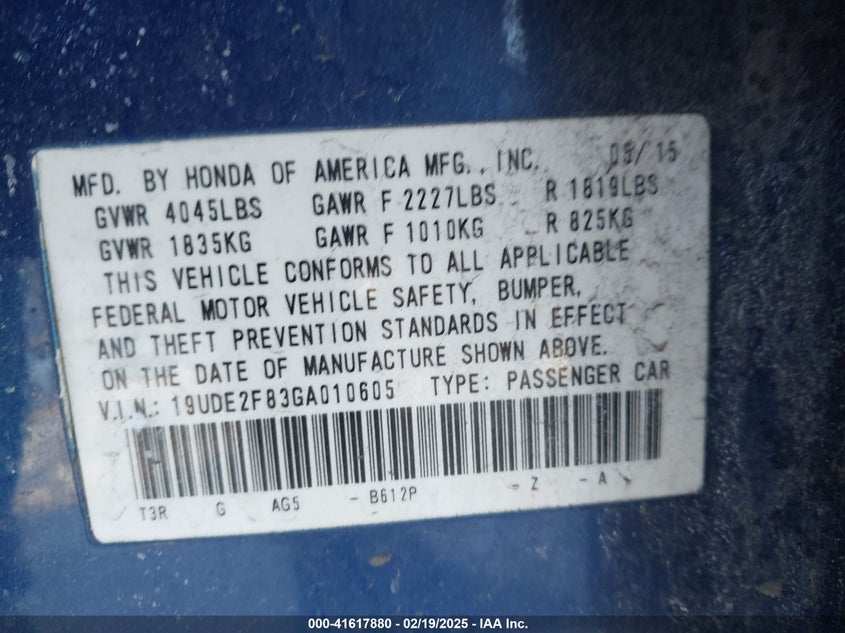 MFD. BY HONDA OF AMERICA MFG., INC. 05/15
GVWR 4045LBS GAWR F 2227LBS R 1819LBS
GVWR 1835KG GAWR F 1010KG R 825KG
THIS VEHICLE CONFORMS TO ALL APPLICABLE
FEDERAL MOTOR VEHICLE SAFETY, BUMPER,
AND THEFT PREVENTION STANDARDS IN EFFECT
ON THE DATE OF MANUFACTURE SHOWN ABOVE.
V.I.N.: 19UDE2F83GA010605 TYPE: PASSENGER CAR
T3R G AG5 - B612P - Z - A
000-41617880 - 02/19/2025 - IAA Inc.